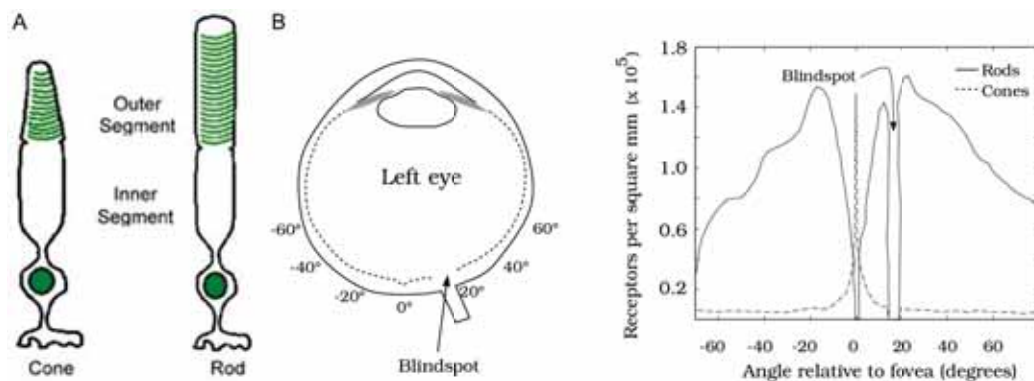 A
B
Outer
Segment
Inner
Segment
Cone
Rod
Left eye
-60°
-40°
-20°
0°
20°
40°
60°
Blindspot
1.8
1.4
1.0
0.6
0.2
Receptors per square mm (x 10⁵)
Blindspot
Rods
Cones
-60 -40 -20 0 20 40 60
Angle relative to fovea (degrees)